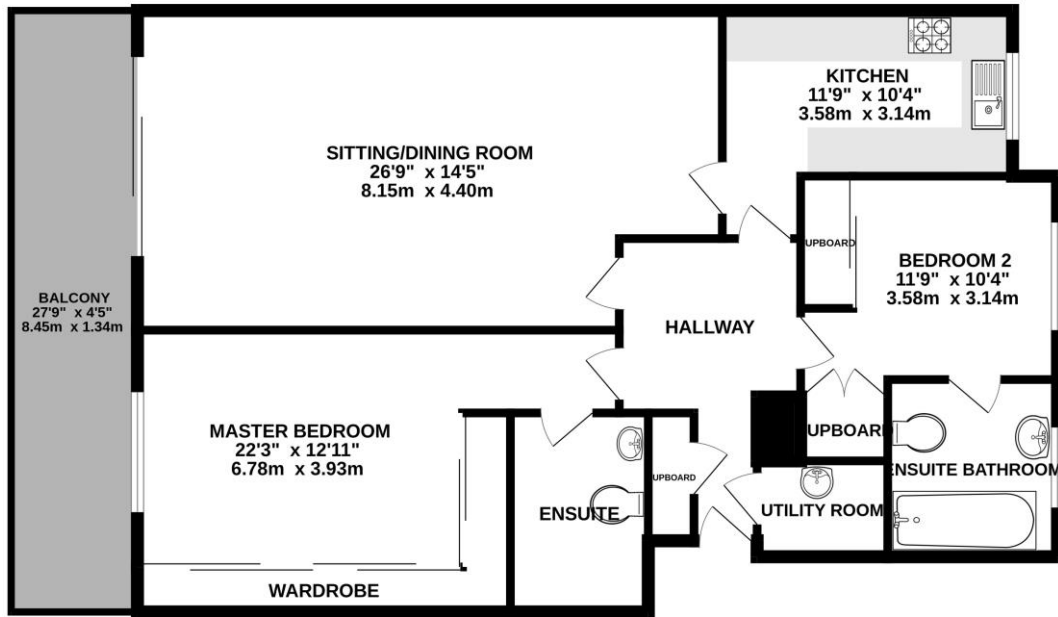 KITCHEN
11'9" x 10'4"
3.58m x 3.14m
SITTING/DINING ROOM
26'9" x 14'5"
8.15m x 4.40m
UPBOARD
BEDROOM 2
11'9" x 10'4"
3.58m x 3.14m
BALCONY
27'9" x 4'5"
8.45m x 1.34m
HALLWAY
MASTER BEDROOM
22'3" x 12'11"
6.78m x 3.93m
UPBOARD
ENSUITE BATHROOM
UPBOARD
ENSUITE
UTILITY ROOM
WARDROBE